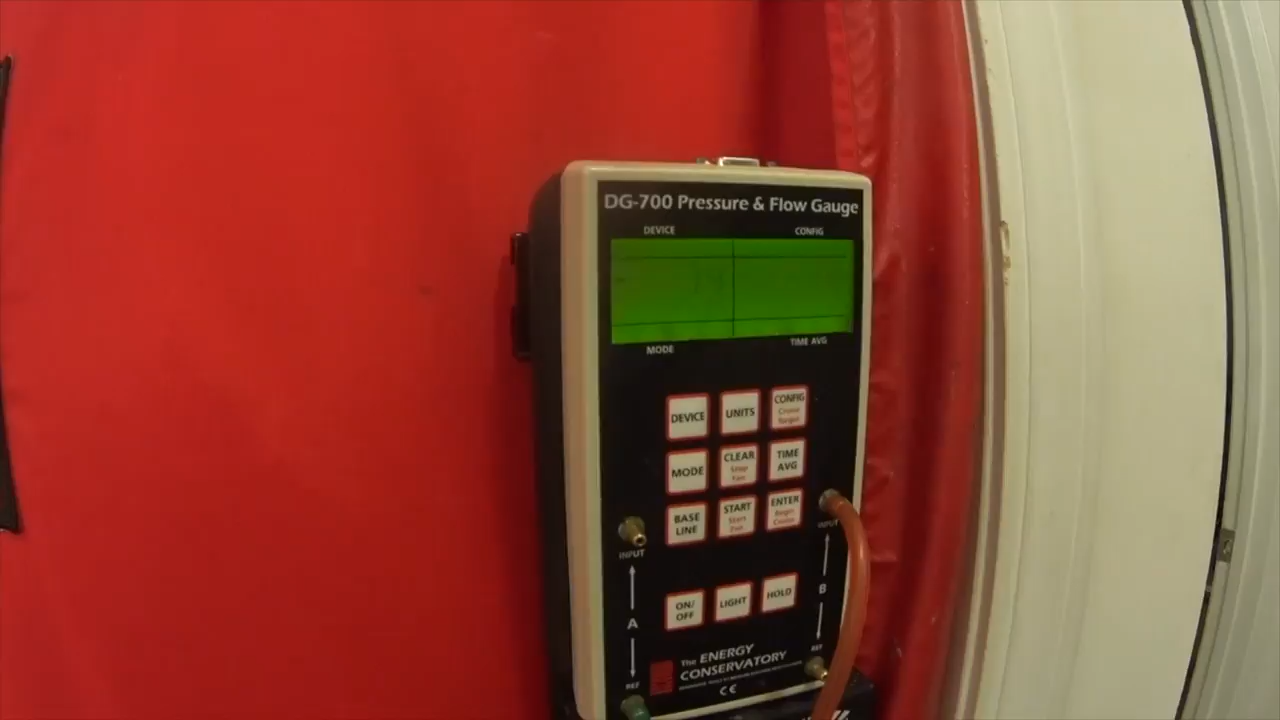 DG-700 Pressure & Flow Gauge
DEVICE CONFIG
MODE TIME AVG
DEVICE UNITS CONFIG
Cruise
Target
MODE CLEAR TIME AVG
Stop
Fan
BASE LINE START ENTER
Start Begin
Fan Cruise
INPUT INPUT
ON/OFF LIGHT HOLD
A B
REF REF
The ENERGY
CONSERVATORY
CE